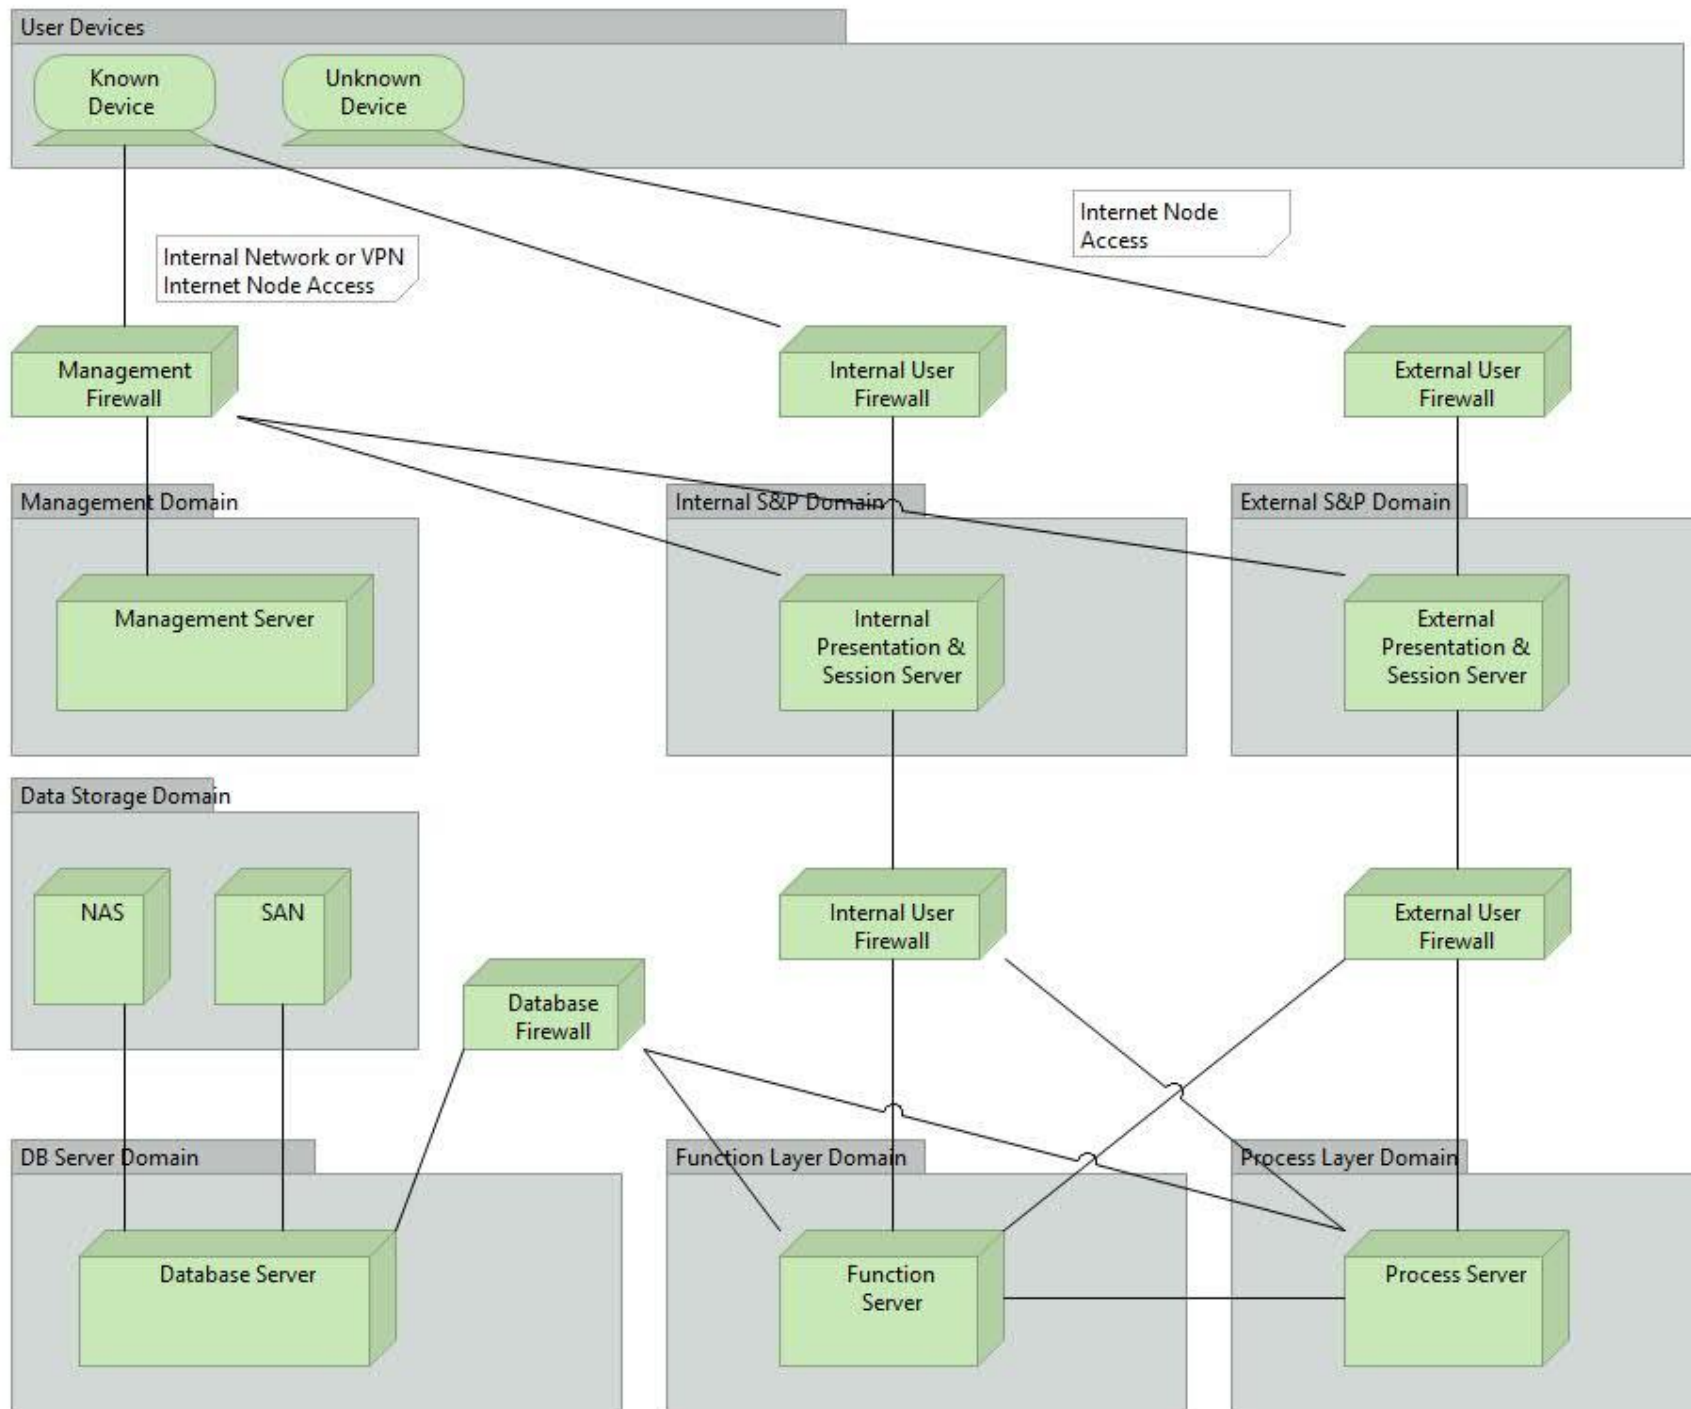 User Devices
Known
Device
Unknown
Device
Internet Node
Access
Internal Network or VPN
Internet Node Access
Management
Firewall
Internal User
Firewall
External User
Firewall
Management Domain
Internal S&P Domain
External S&P Domain
Management Server
Internal
Presentation &
Session Server
External
Presentation &
Session Server
Data Storage Domain
NAS
SAN
Internal User
Firewall
External User
Firewall
Database
Firewall
DB Server Domain
Function Layer Domain
Process Layer Domain
Database Server
Function
Server
Process Server